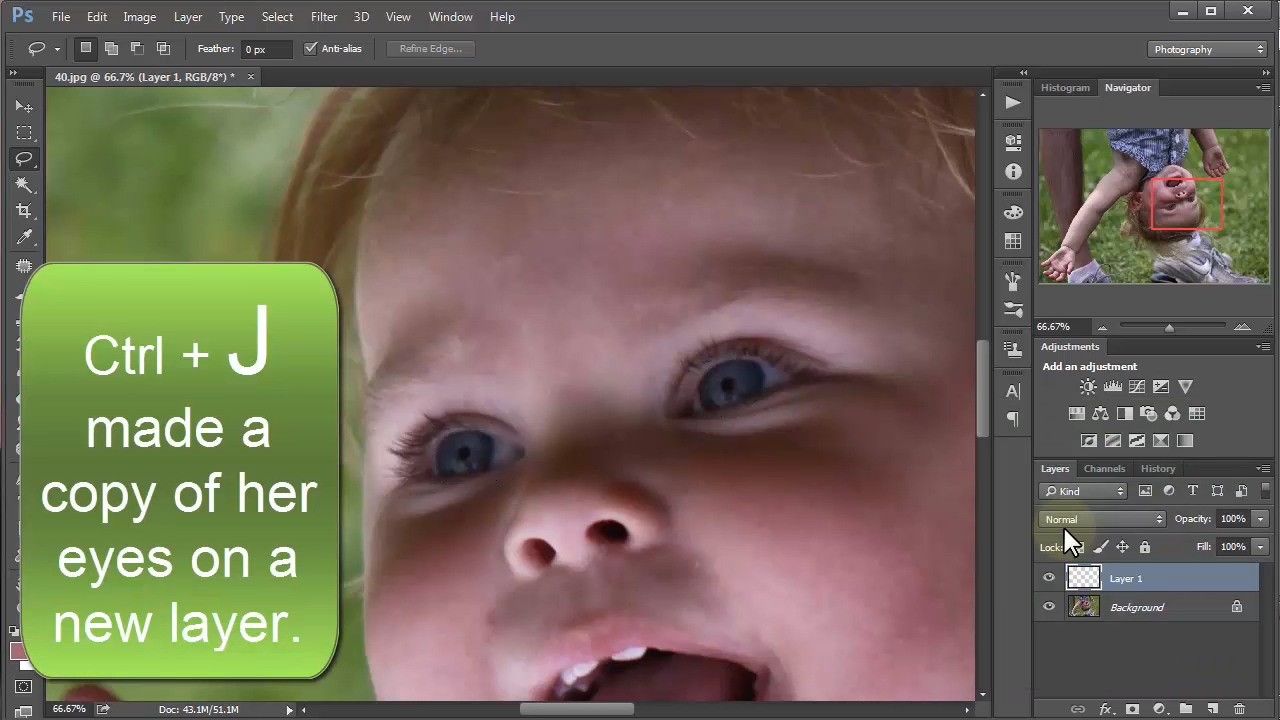 Ps File Edit Image Layer Type Select Filter 3D View Window Help
Feather: 0 px Anti-alias Refine Edge... Photography
40.jpg @ 66.7% (Layer 1, RGB/8*) *
Histogram Navigator
66.67%
Adjustments
Add an adjustment
Layers Channels History
Kind
Normal Opacity: 100%
Lock: Fill: 100%
Layer 1
Background
Ctrl + J
made a
copy of her
eyes on a
new layer.
66.67% Doc: 43.1M/51.1M